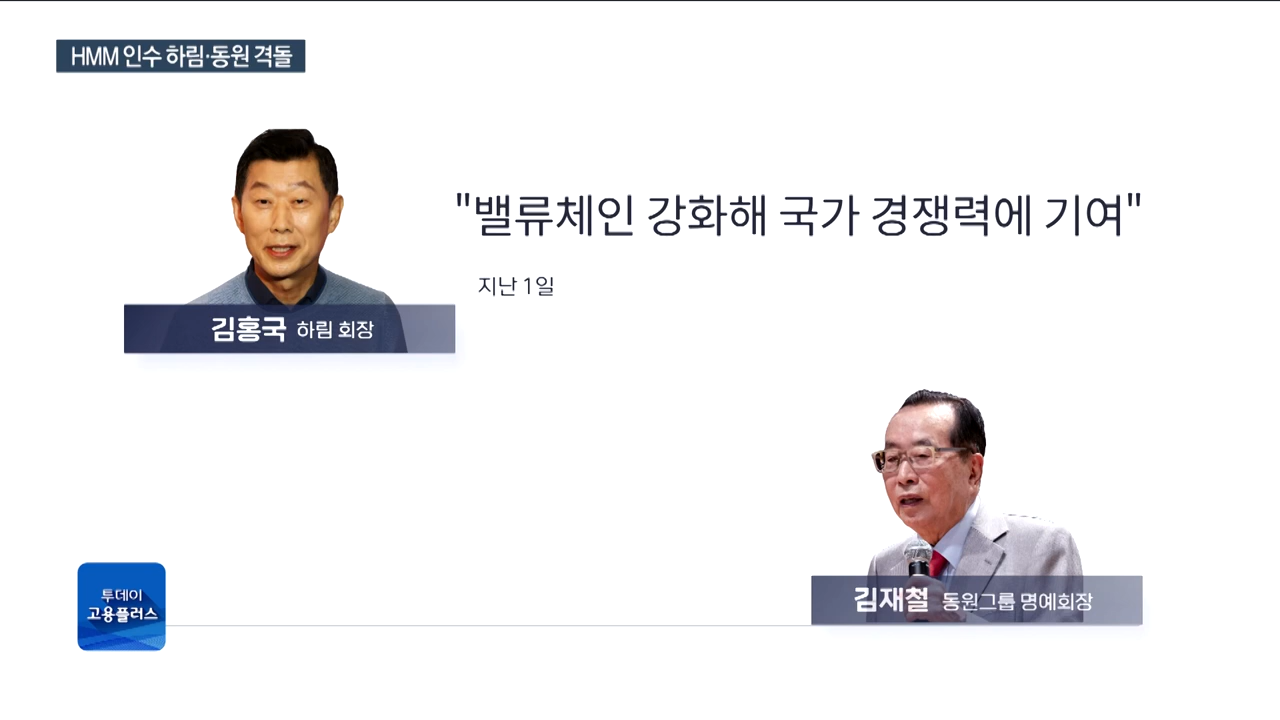 HMM 인수 하림·동원 격돌
"밸류체인 강화해 국가 경쟁력에 기여"
지난 1일
김홍국 하림 회장
김재철 동원그룹 명예회장
투데이
고용플러스